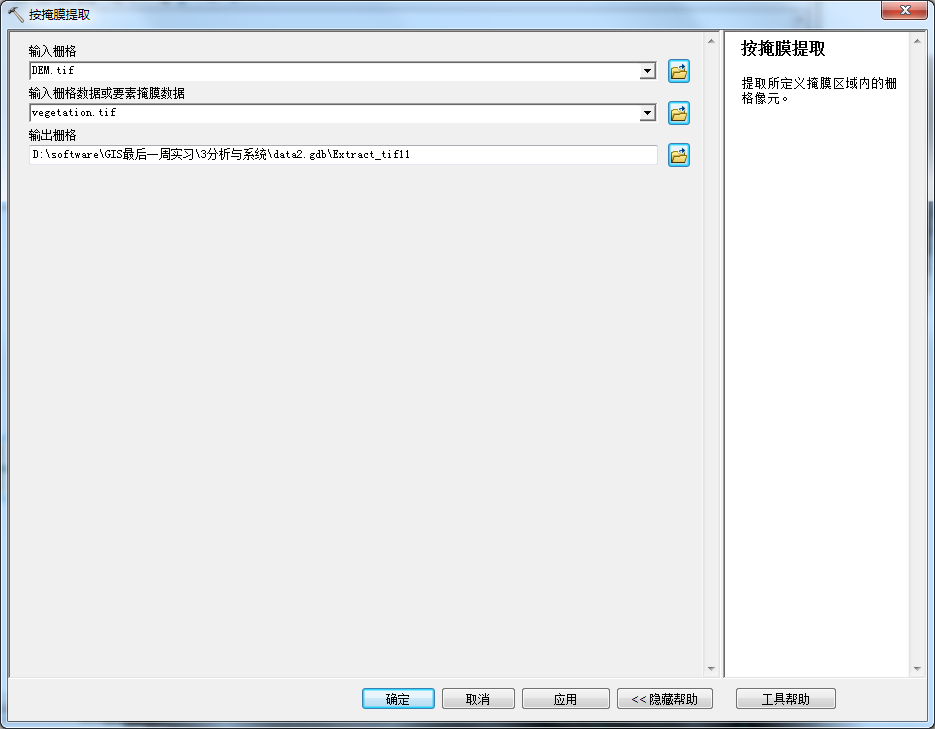 按掩膜提取
输入栅格
DEM.tif
输入栅格数据或要素掩膜数据
vegetation.tif
输出栅格
D:\software\GIS最后一周实习\3分析与系统\data2.gdb\Extract_tif11
按掩膜提取
提取所定义掩膜区域内的栅
格像元。
确定
取消
应用
<< 隐藏帮助
工具帮助